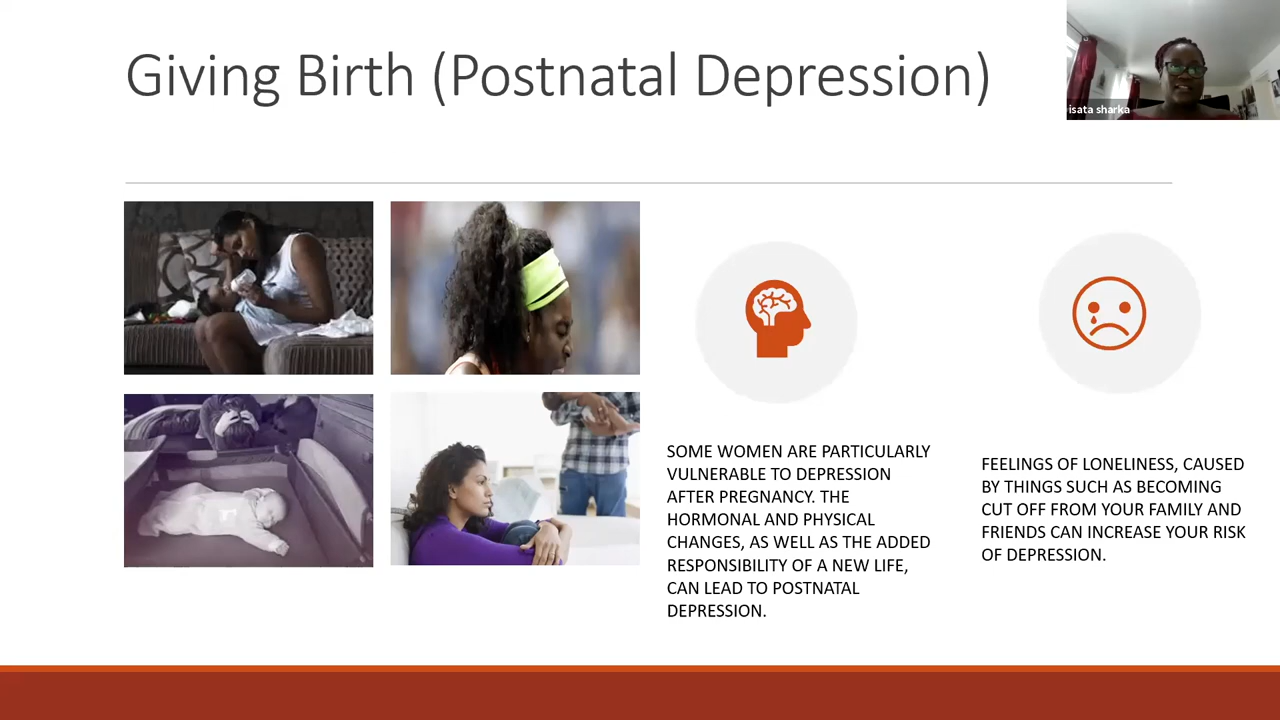 Giving Birth (Postnatal Depression)
isata sharka
SOME WOMEN ARE PARTICULARLY
VULNERABLE TO DEPRESSION
AFTER PREGNANCY. THE
HORMONAL AND PHYSICAL
CHANGES, AS WELL AS THE ADDED
RESPONSIBILITY OF A NEW LIFE,
CAN LEAD TO POSTNATAL
DEPRESSION.
FEELINGS OF LONELINESS, CAUSED
BY THINGS SUCH AS BECOMING
CUT OFF FROM YOUR FAMILY AND
FRIENDS CAN INCREASE YOUR RISK
OF DEPRESSION.